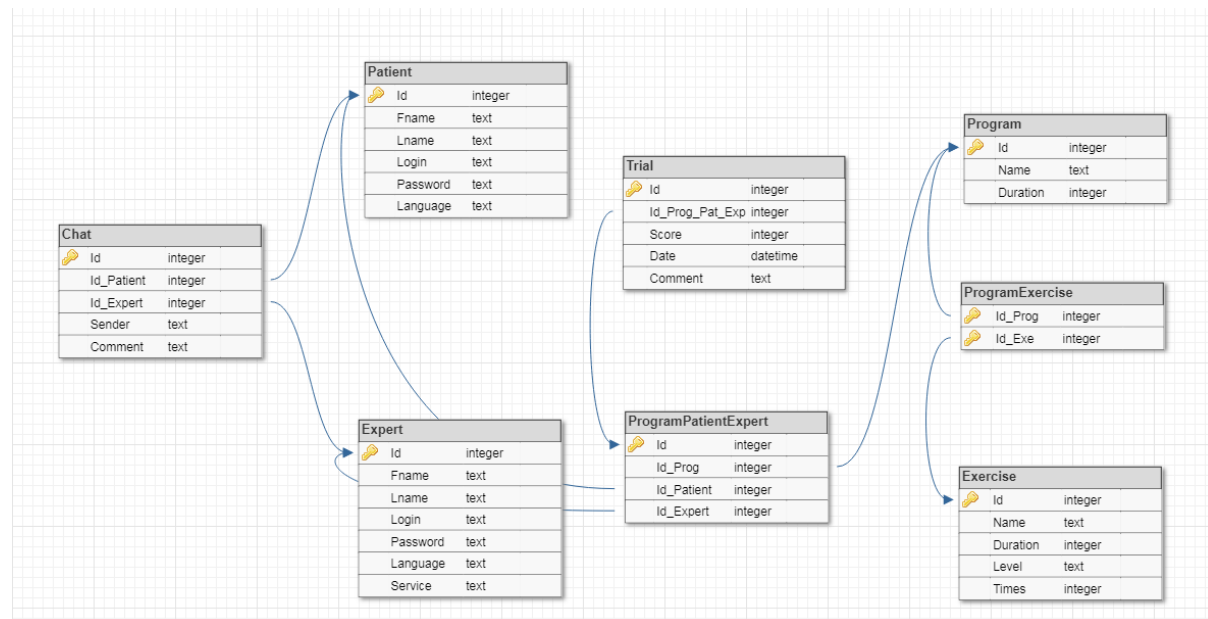 Patient
Id integer
Fname text
Lname text
Login text
Password text
Language text
Chat
Id integer
Id_Patient integer
Id_Expert integer
Sender text
Comment text
Expert
Id integer
Fname text
Lname text
Login text
Password text
Language text
Service text
Trial
Id integer
Id_Prog_Pat_Exp integer
Score integer
Date datetime
Comment text
ProgramPatientExpert
Id integer
Id_Prog integer
Id_Patient integer
Id_Expert integer
Program
Id integer
Name text
Duration integer
ProgramExercise
Id_Prog integer
Id_Exe integer
Exercise
Id integer
Name text
Duration integer
Level text
Times integer